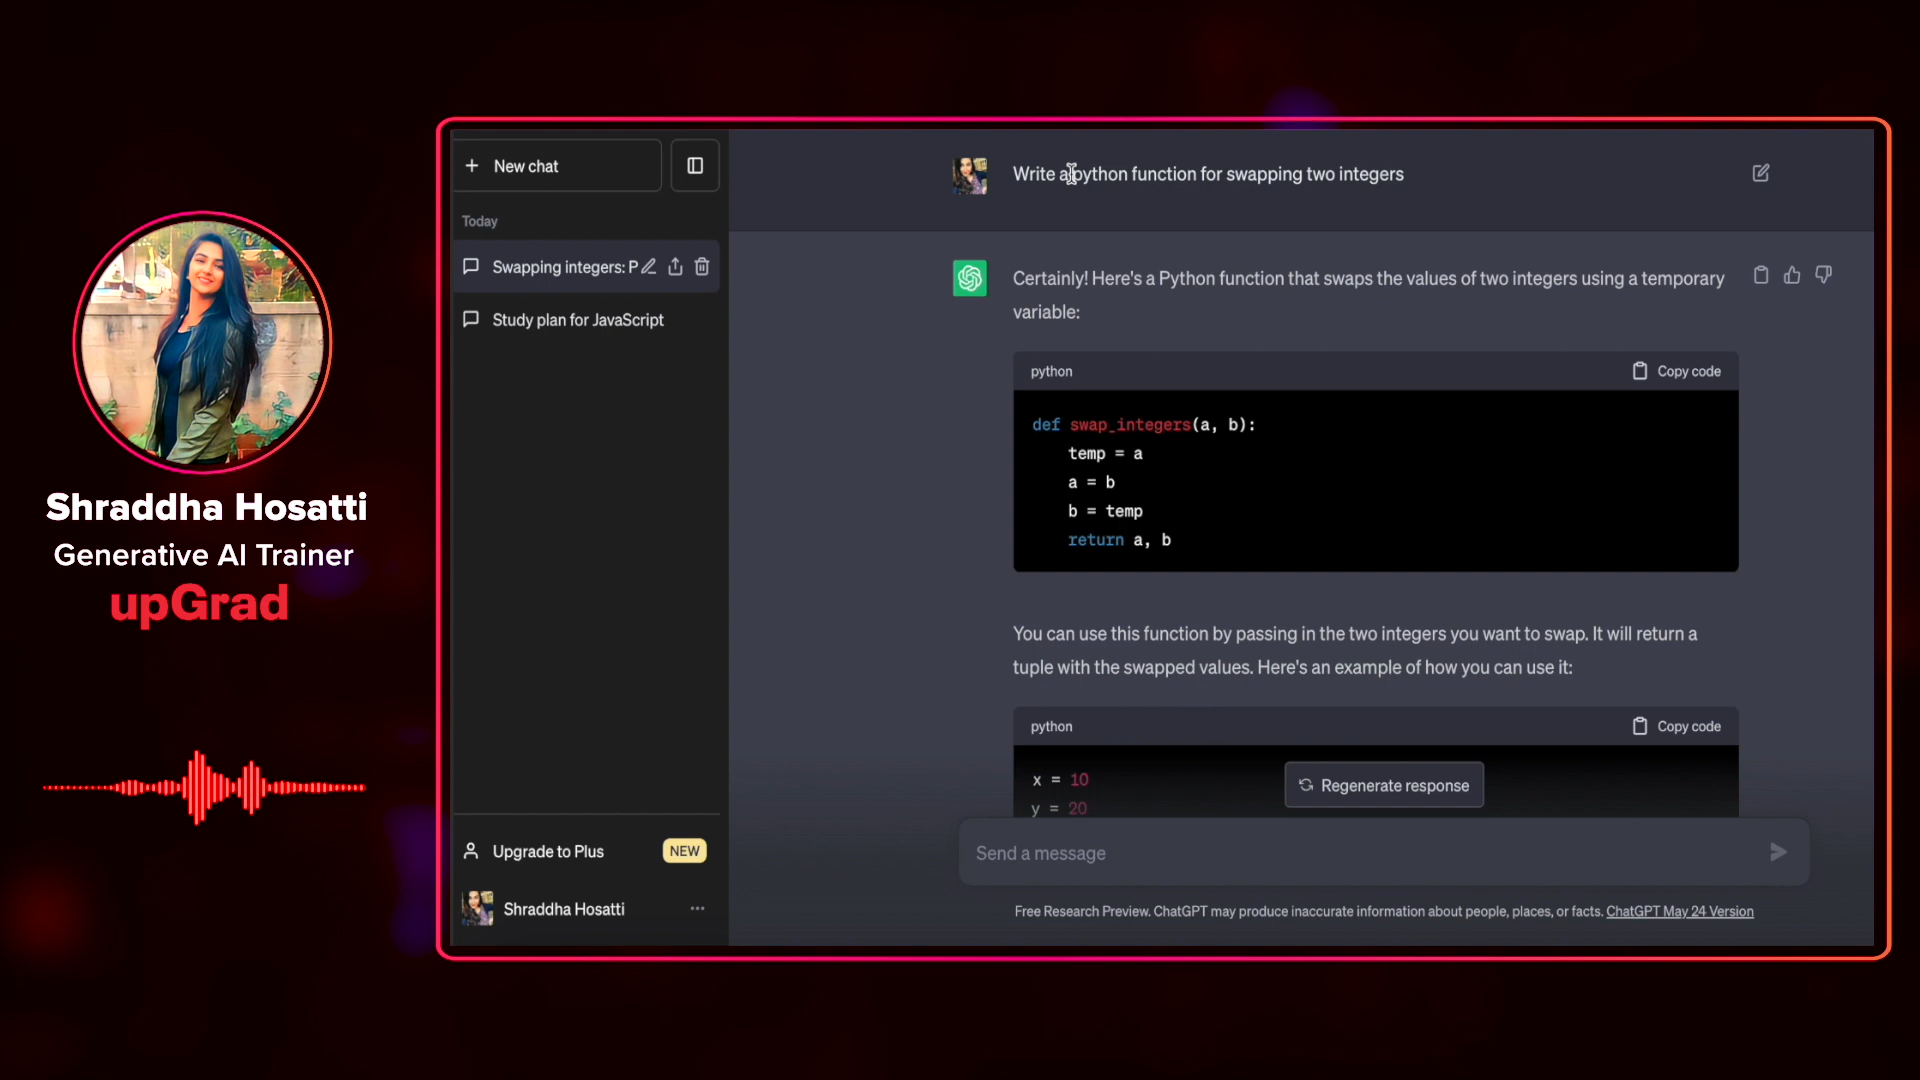 Shraddha Hosatti
Generative AI Trainer
upGrad
New chat
Today
Swapping integers: P
Study plan for JavaScript
Upgrade to Plus
NEW
Shraddha Hosatti
Write a python function for swapping two integers
Certainly! Here's a Python function that swaps the values of two integers using a temporary
variable:
python
Copy code
def swap_integers(a, b):
temp = a
a = b
b = temp
return a, b
You can use this function by passing in the two integers you want to swap. It will return a
tuple with the swapped values. Here's an example of how you can use it:
python
Copy code
x = 10
y = 20
Regenerate response
Send a message
Free Research Preview. ChatGPT may produce inaccurate information about people, places, or facts. ChatGPT May 24 Version